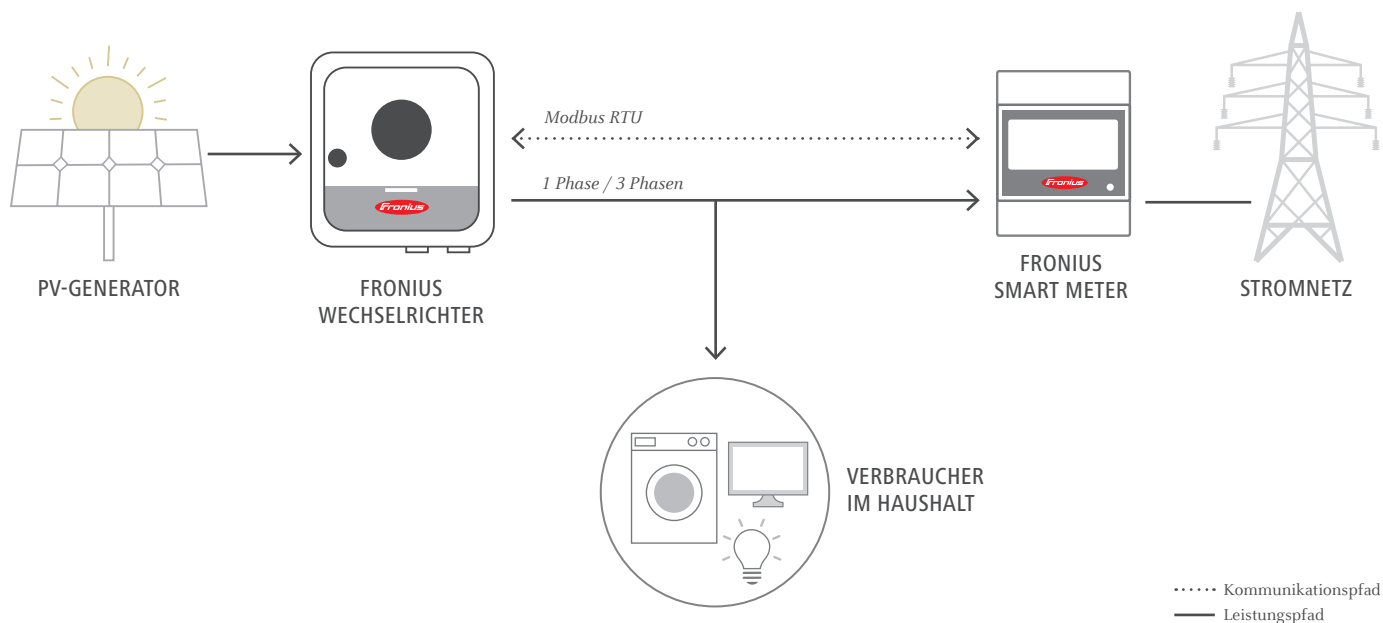 Modbus RTU
1 Phase / 3 Phasen
Fronius
Fronius
PV-GENERATOR
FRONIUS
WECHSELRICHTER
FRONIUS
SMART METER
STROMNETZ
VERBRAUCHER
IM HAUSHALT
Kommunikationspfad
Leistungspfad